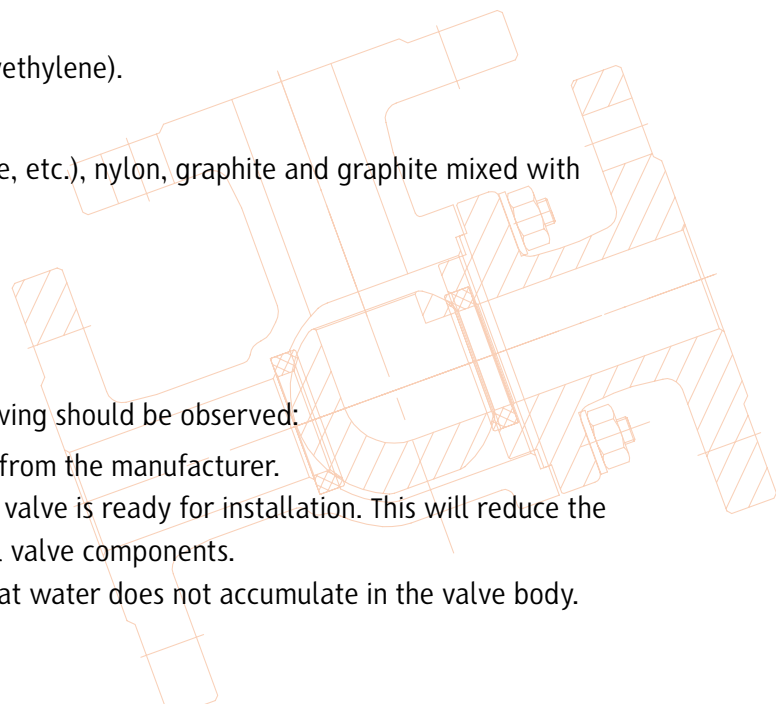 ethylene).
e, etc.), nylon, graphite and graphite mixed with
wing should be observed:
from the manufacturer.
valve is ready for installation. This will reduce the
valve components.
at water does not accumulate in the valve body.